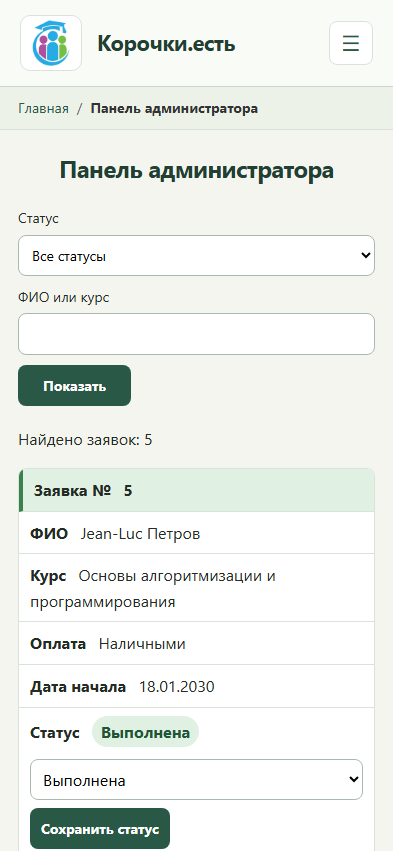 Корочки.есть
☰
Главная / Панель администратора
Панель администратора
Статус
Все статусы
ФИО или курс
Показать
Найдено заявок: 5
Заявка № 5
ФИО Jean-Luc Петров
Курс Основы алгоритмизации и
программирования
Оплата Наличными
Дата начала 18.01.2030
Статус Выполнена
Выполнена
Сохранить статус